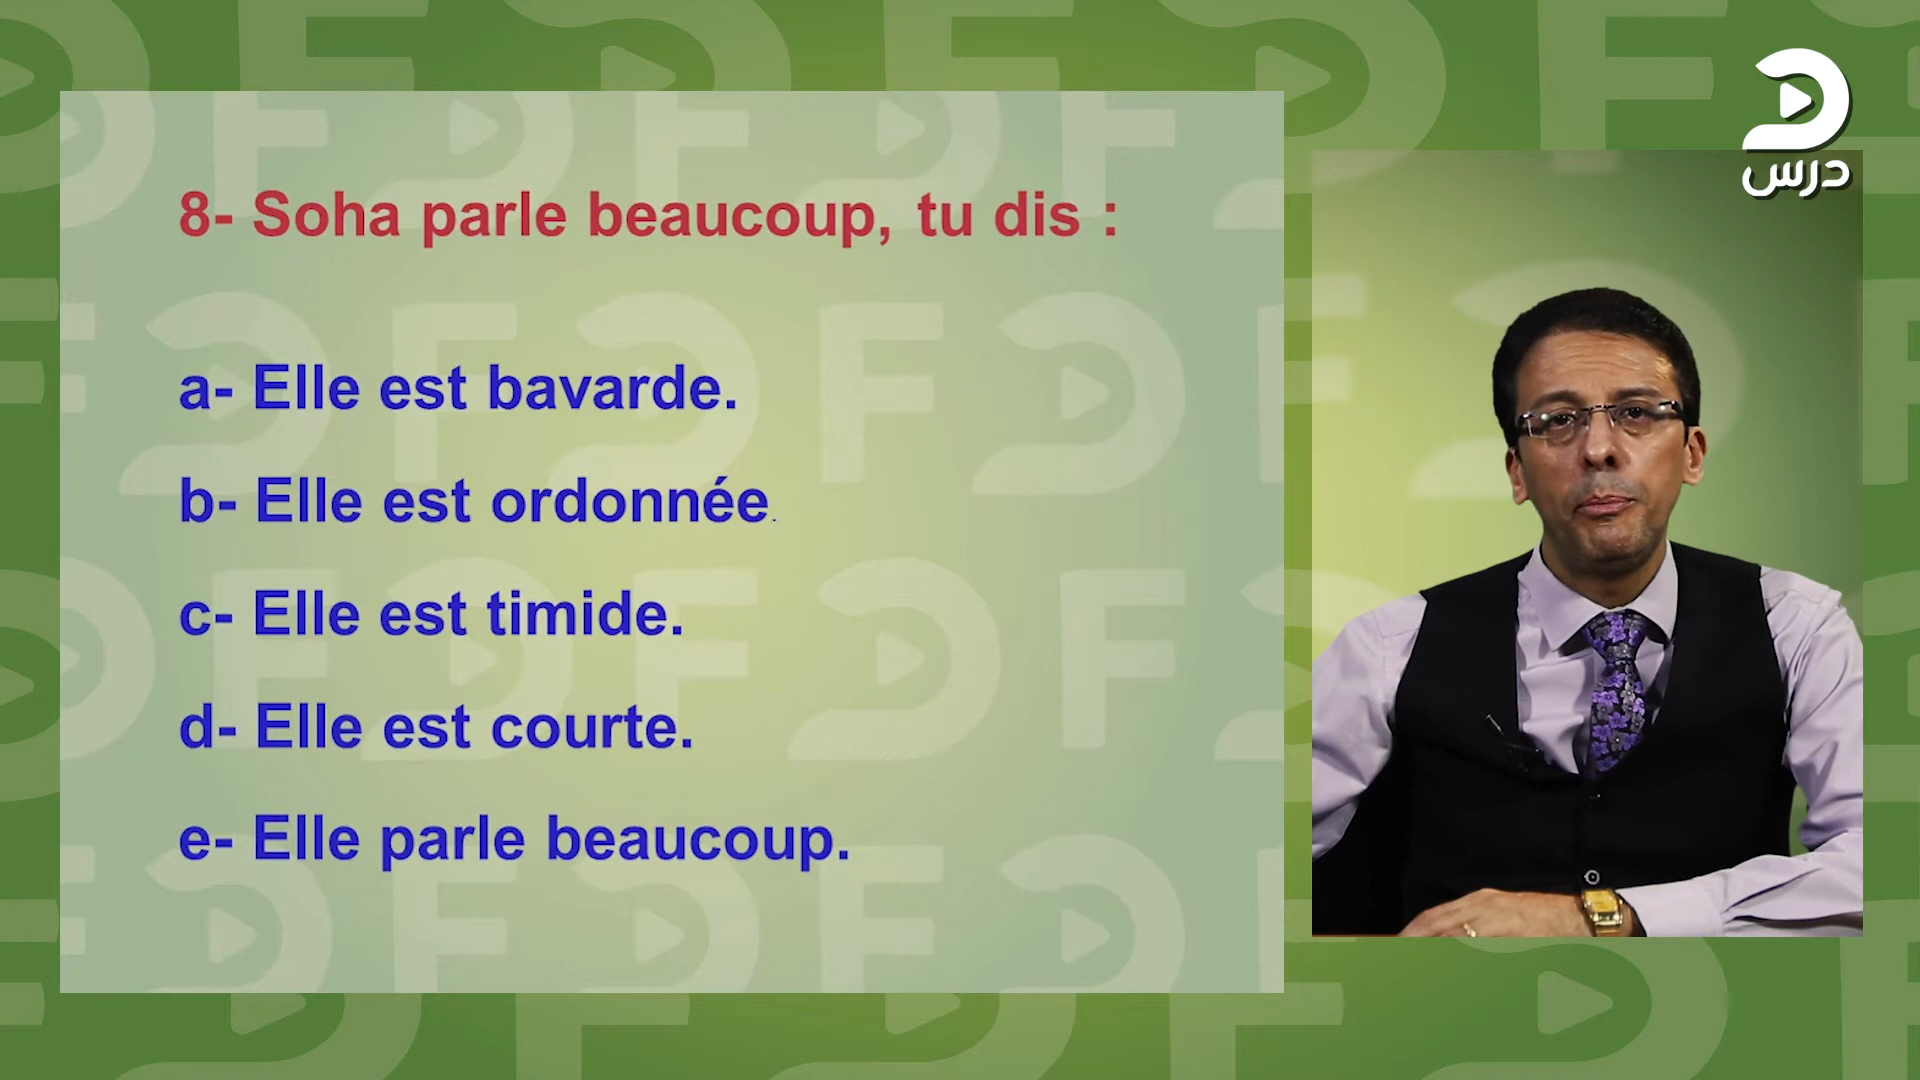 درس
8- Soha parle beaucoup, tu dis :
a- Elle est bavarde.
b- Elle est ordonnée.
c- Elle est timide.
d- Elle est courte.
e- Elle parle beaucoup.